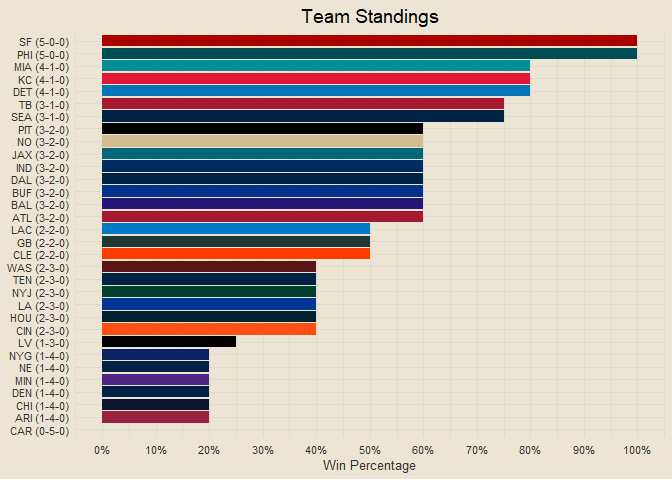 Team Standings
SF (5-0-0)
PHI (5-0-0)
MIA (4-1-0)
KC (4-1-0)
DET (4-1-0)
TB (3-1-0)
SEA (3-1-0)
PIT (3-2-0)
NO (3-2-0)
JAX (3-2-0)
IND (3-2-0)
DAL (3-2-0)
BUF (3-2-0)
BAL (3-2-0)
ATL (3-2-0)
LAC (2-2-0)
GB (2-2-0)
CLE (2-2-0)
WAS (2-3-0)
TEN (2-3-0)
NYJ (2-3-0)
LA (2-3-0)
HOU (2-3-0)
CIN (2-3-0)
LV (1-3-0)
NYG (1-4-0)
NE (1-4-0)
MIN (1-4-0)
DEN (1-4-0)
CHI (1-4-0)
ARI (1-4-0)
CAR (0-5-0)
0% 10% 20% 30% 40% 50% 60% 70% 80% 90% 100%
Win Percentage